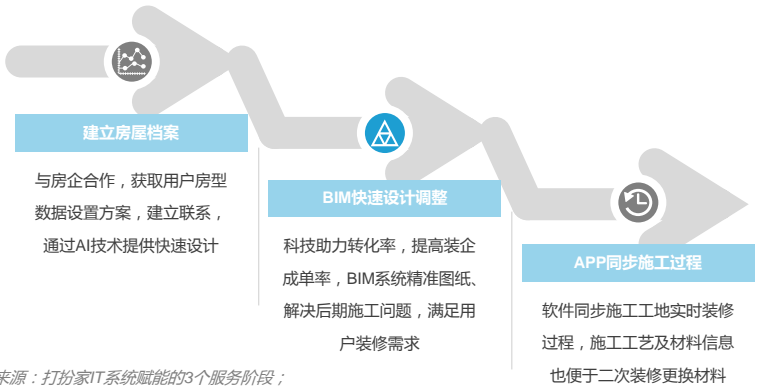 建立房屋档案
与房企合作，获取用户房型
数据设置方案，建立联系，
通过AI技术提供快速设计
BIM快速设计调整
科技助力转化率，提高装企
成单率，BIM系统精准图纸、
解决后期施工问题，满足用
户装修需求
APP同步施工过程
软件同步施工工地实时装修
过程，施工工艺及材料信息
也便于二次装修更换材料
来源：打扮家IT系统赋能的3个服务阶段；